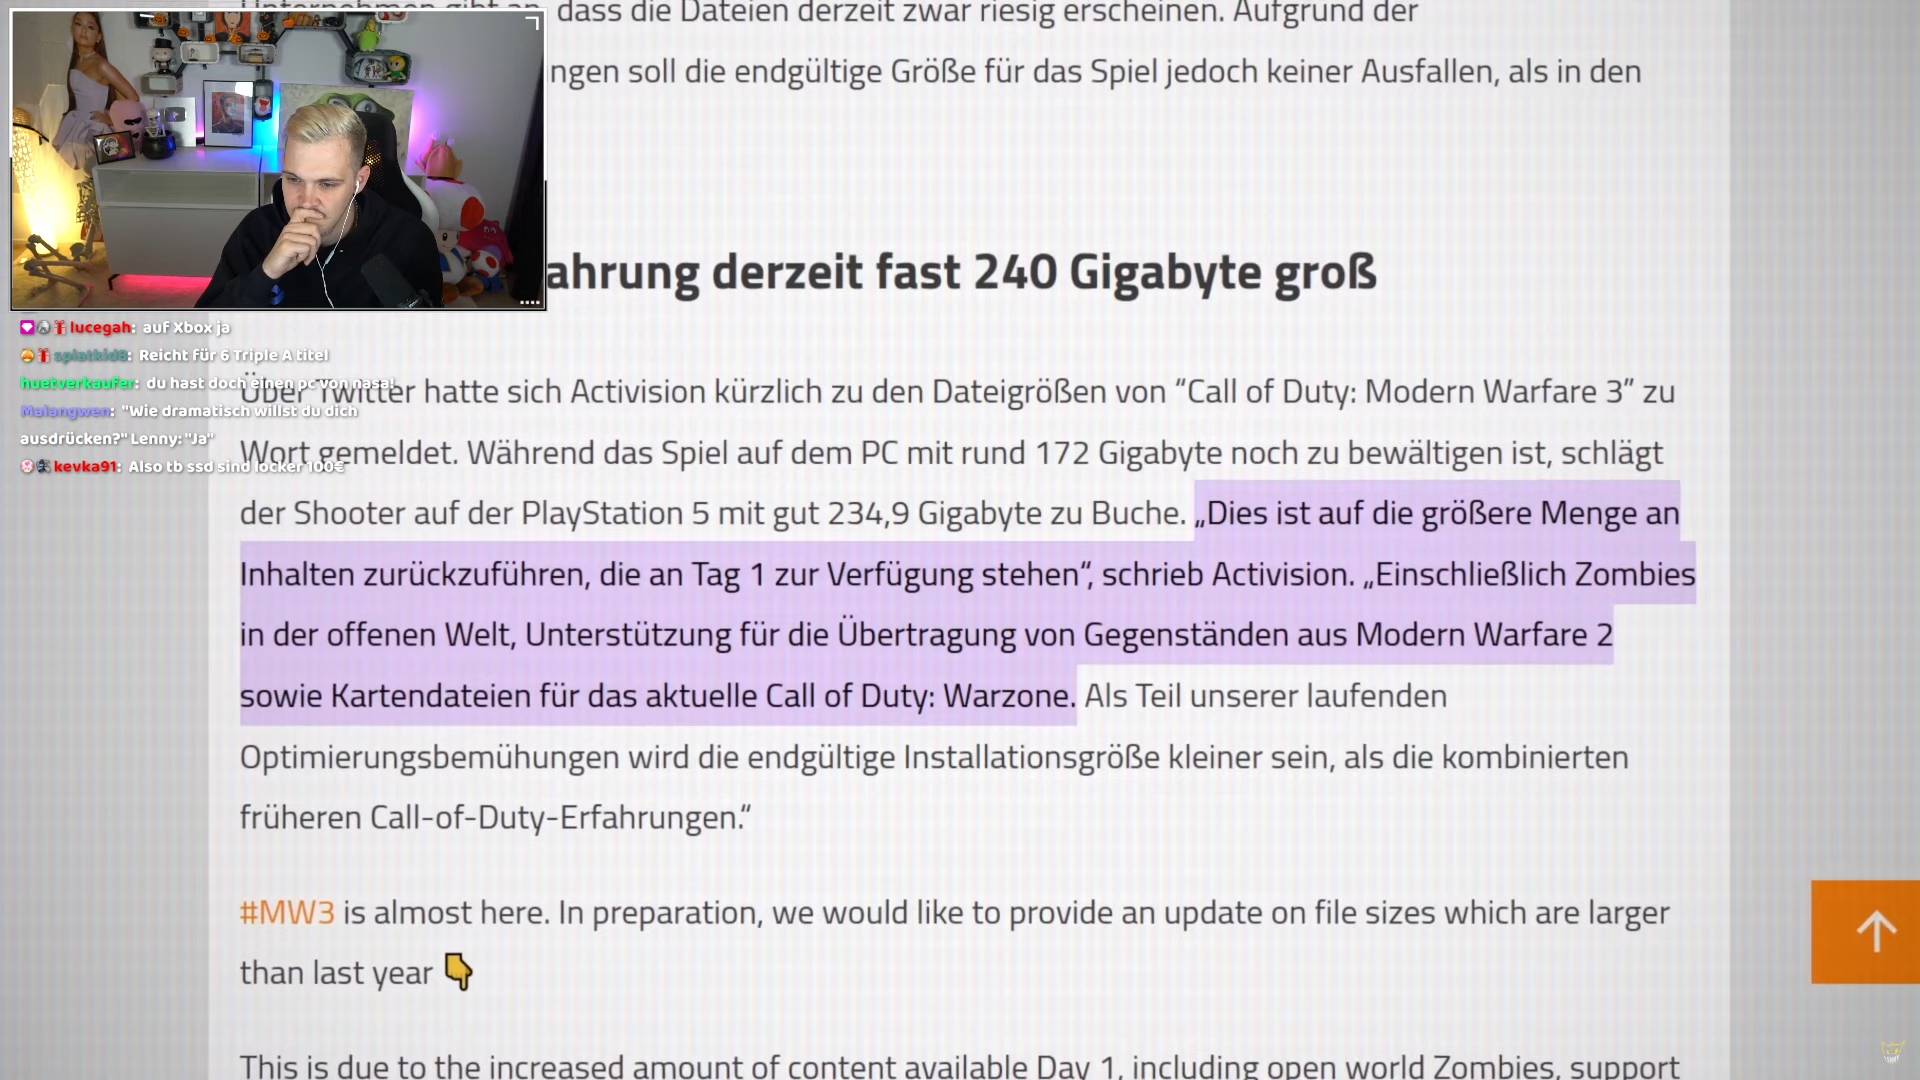 Unternehmen gibt an, dass die Dateien derzeit zwar riesig erscheinen. Aufgrund der
ngen soll die endgültige Größe für das Spiel jedoch keiner Ausfallen, als in den
ahrung derzeit fast 240 Gigabyte groß
lucegah: auf Xbox ja
splatkid8: Reicht für 6 Triple A titel
huetverkaufer: du hast doch einen pc von nasa!
Malangwen: "Wie dramatisch willst du dich
ausdrücken?" Lenny: "Ja"
kevka91: Also tb ssd sind locker 100€
Über Twitter hatte sich Activision kürzlich zu den Dateigrößen von “Call of Duty: Modern Warfare 3” zu
Wort gemeldet. Während das Spiel auf dem PC mit rund 172 Gigabyte noch zu bewältigen ist, schlägt
der Shooter auf der PlayStation 5 mit gut 234,9 Gigabyte zu Buche. „Dies ist auf die größere Menge an
Inhalten zurückzuführen, die an Tag 1 zur Verfügung stehen“, schrieb Activision. „Einschließlich Zombies
in der offenen Welt, Unterstützung für die Übertragung von Gegenständen aus Modern Warfare 2
sowie Kartendateien für das aktuelle Call of Duty: Warzone. Als Teil unserer laufenden
Optimierungsbemühungen wird die endgültige Installationsgröße kleiner sein, als die kombinierten
früheren Call-of-Duty-Erfahrungen.“
#MW3 is almost here. In preparation, we would like to provide an update on file sizes which are larger
than last year 👇
This is due to the increased amount of content available Day 1, including open world Zombies, support